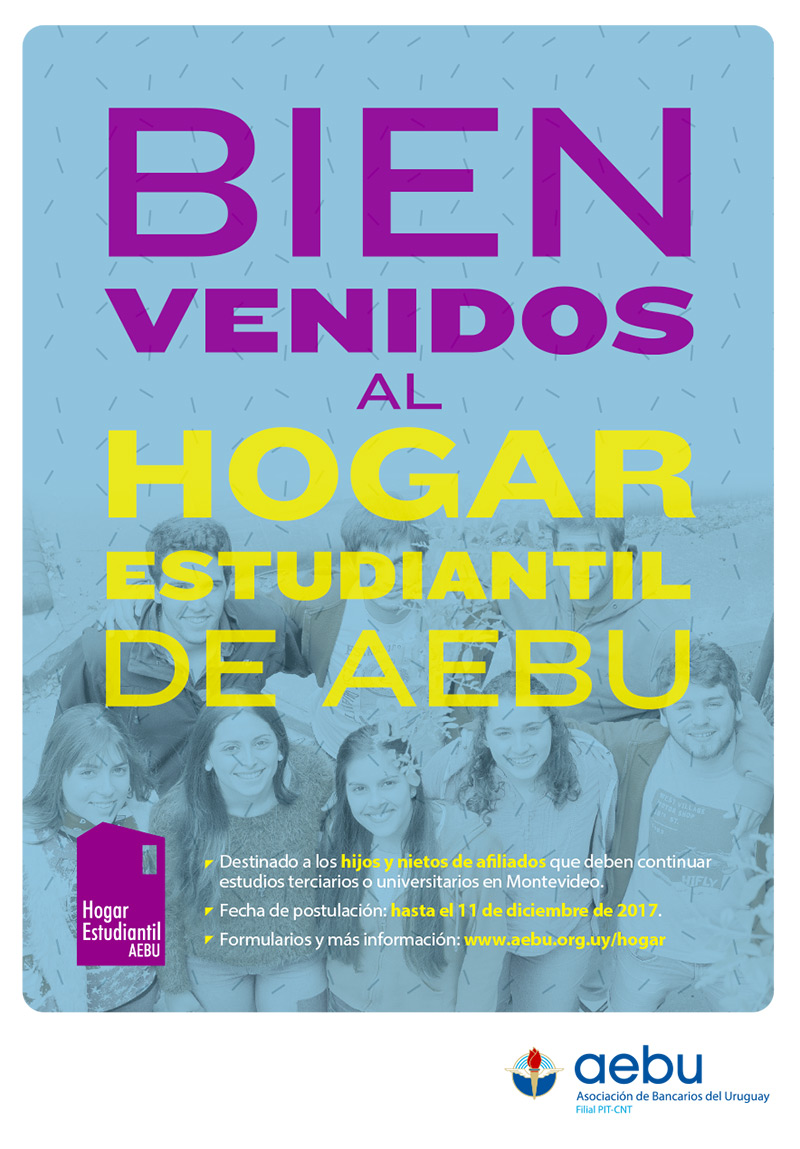 BIEN
VENIDOS
AL
HOGAR
ESTUDIANTIL
DE AEBU
Destinado a los hijos y nietos de afiliados que deben continuar
estudios terciarios o universitarios en Montevideo.
Fecha de postulación: hasta el 11 de diciembre de 2017.
Formularios y más información: www.aebu.org.uy/hogar
Hogar
Estudiantil
AEBU
aebu
Asociación de Bancarios del Uruguay
Filial PIT-CNT